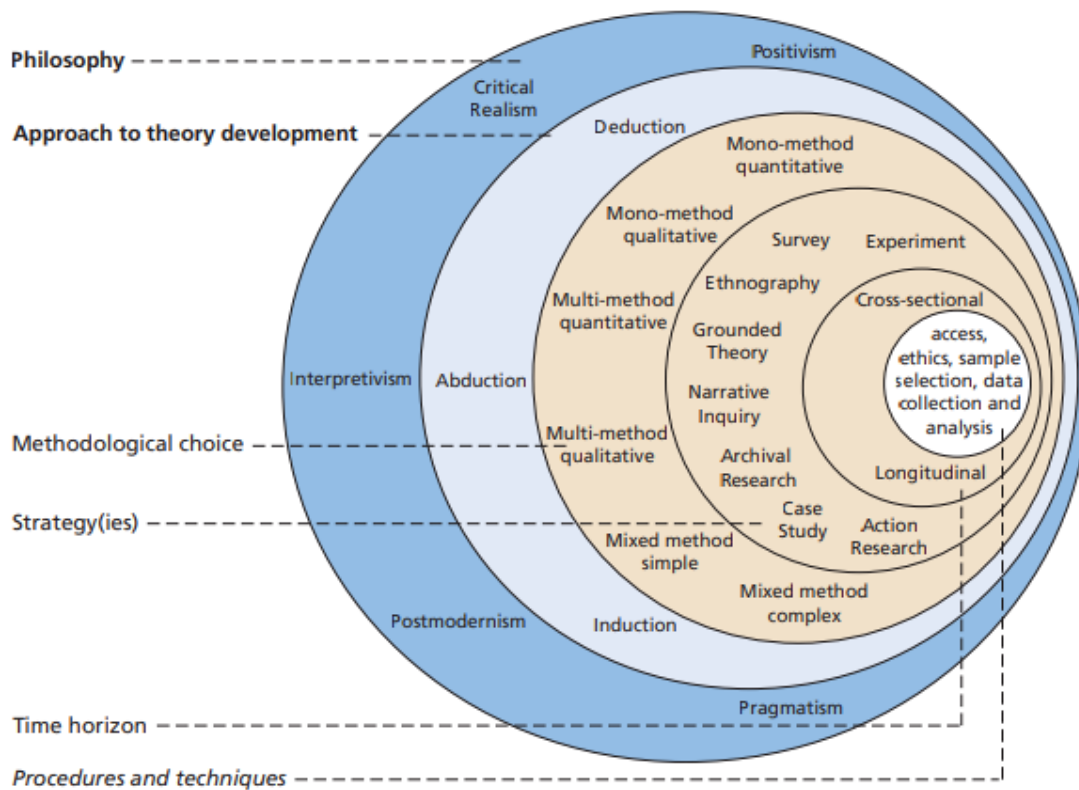 Philosophy
Approach to theory development
Methodological choice
Strategy(ies)
Time horizon
Procedures and techniques
Positivism
Critical
Realism
Interpretivism
Postmodernism
Pragmatism
Deduction
Abduction
Induction
Mono-method
quantitative
Mono-method
qualitative
Multi-method
quantitative
Multi-method
qualitative
Mixed method
simple
Mixed method
complex
Survey
Experiment
Ethnography
Grounded
Theory
Narrative
Inquiry
Archival
Research
Case
Study
Action
Research
Cross-sectional
Longitudinal
access,
ethics, sample
selection, data
collection and
analysis